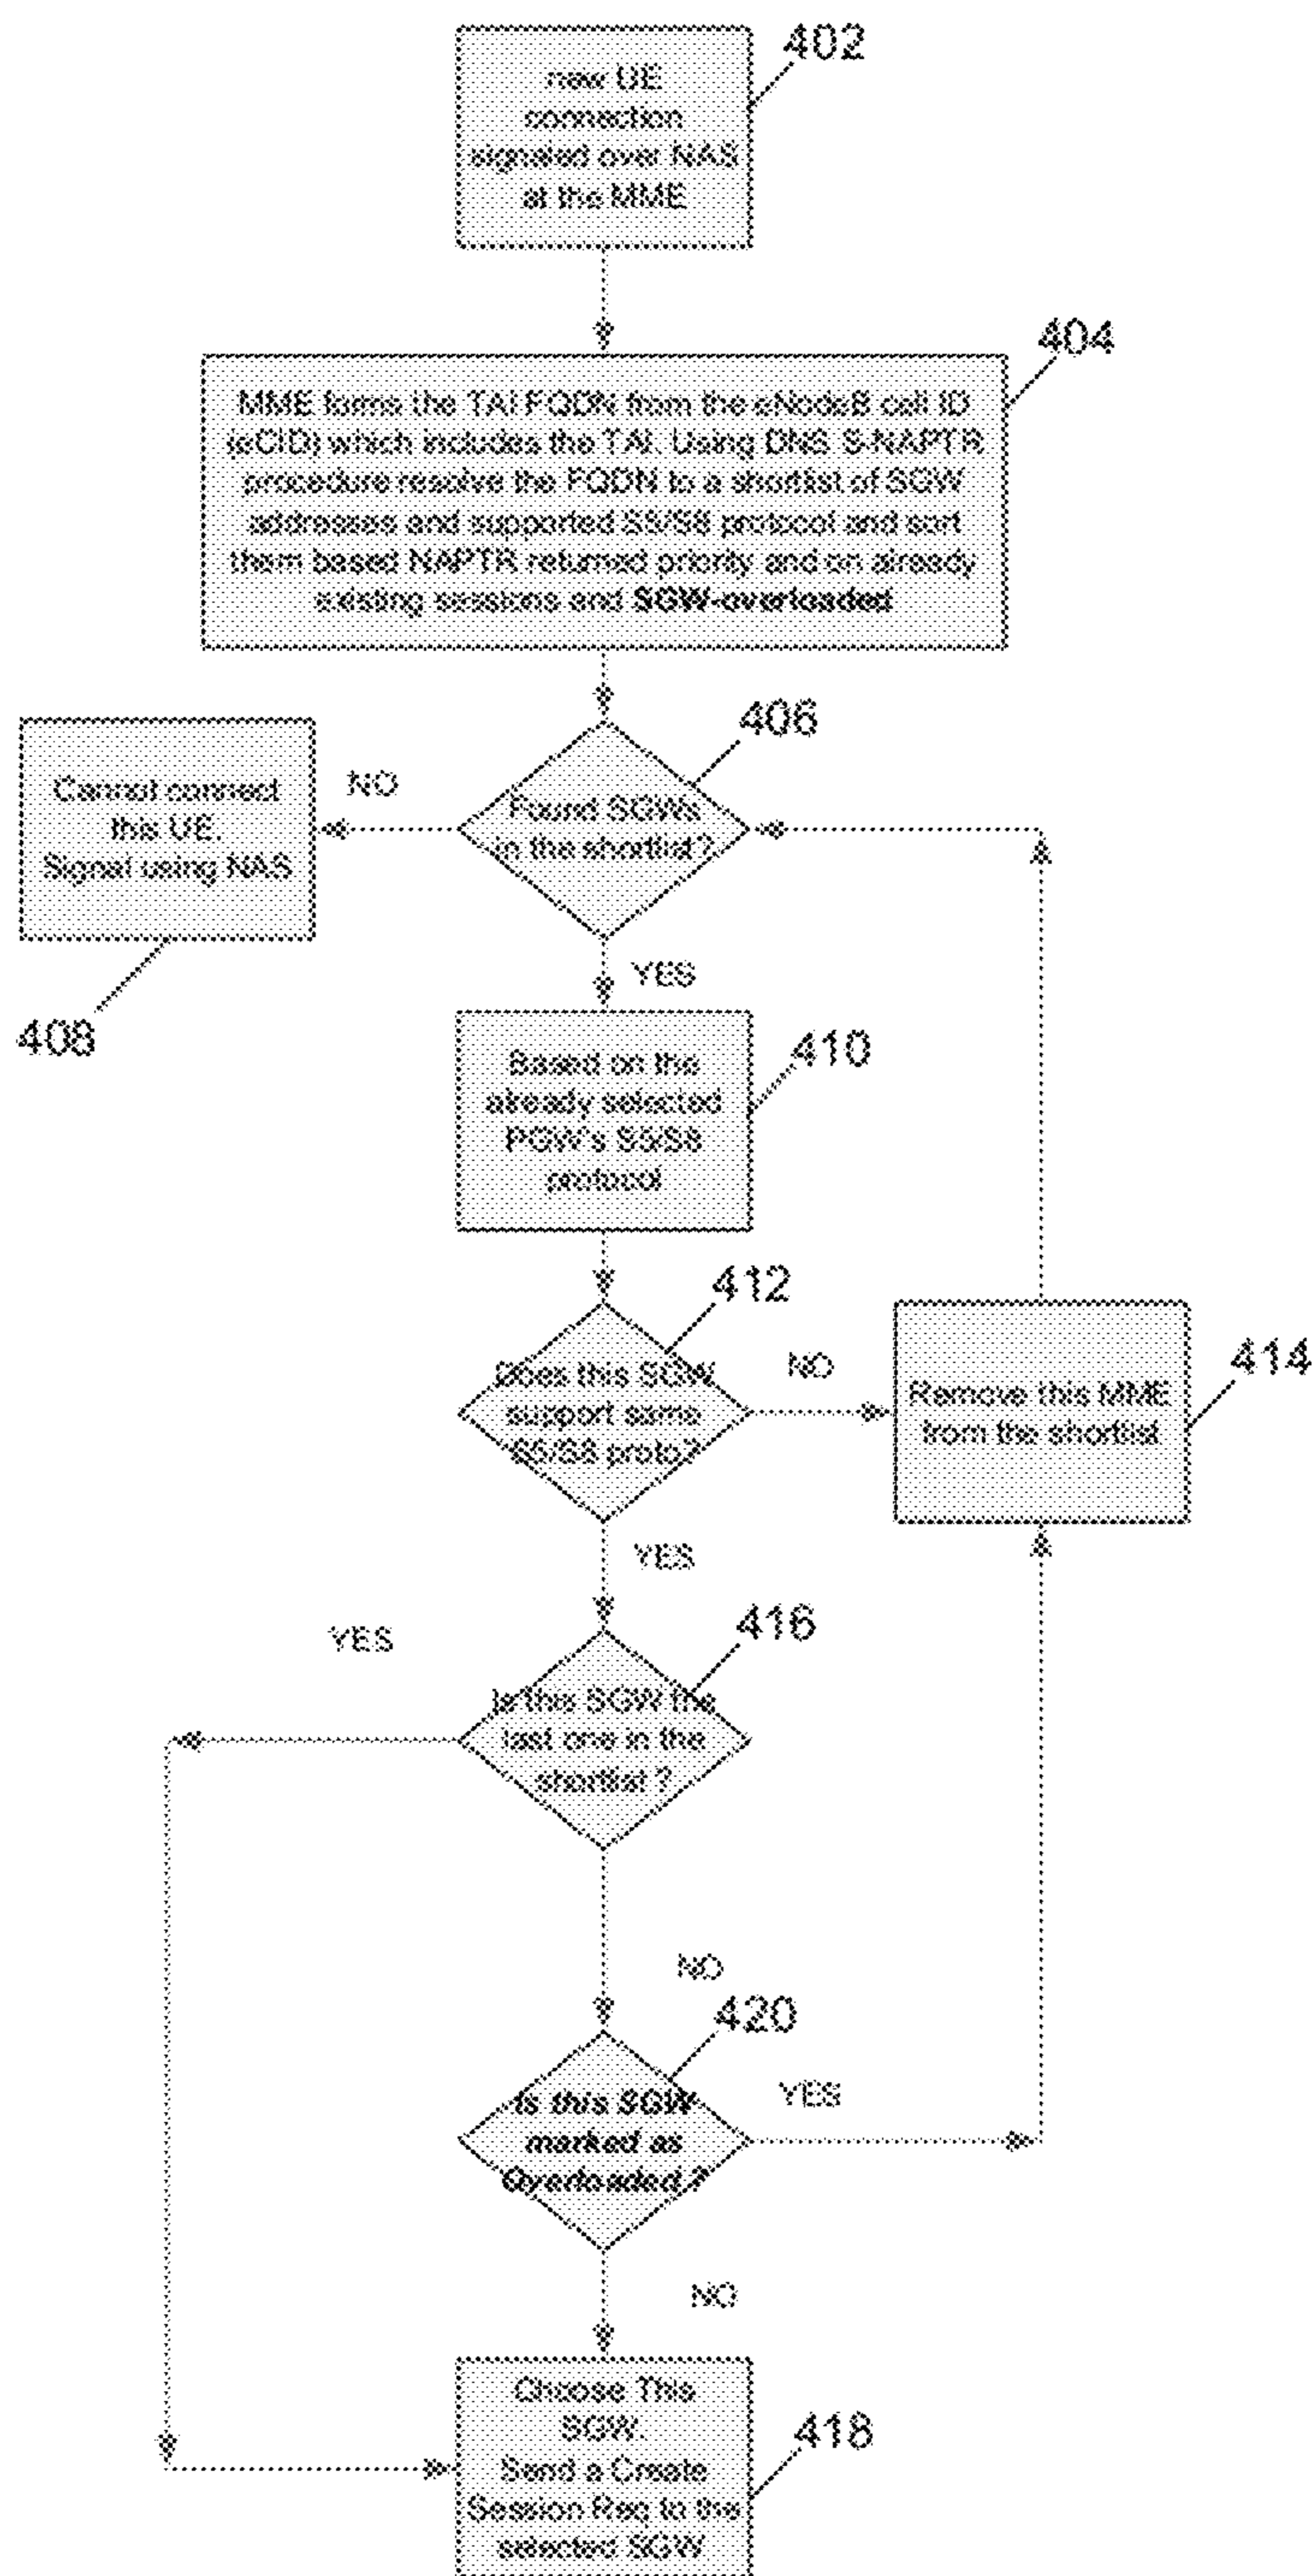 402
new UE
connection
signaled over NAS
at the MME
404
MME forms the TAI FQDN from the eNodeB cell ID
(eCID) which includes the TAI. Using DNS S-NAPTR
procedure resolve the FQDN to a shortlist of SGW
addresses and supported S5/S8 protocol and sort
them based NAPTR returned priority and on already
existing sessions and SGW-overloaded
406
Found SGWs
in the shortlist?
NO
Cannot connect
this UE.
Signal using NAS
408
YES
410
Based on the
already selected
PGW's S5/S8
protocol
412
Does this SGW
support same
S5/S8 proto?
NO
414
Remove this MME
from the shortlist
YES
416
Is this SGW the
last one in the
shortlist ?
YES
NO
420
Is this SGW
marked as
Overloaded ?
YES
NO
418
Choose This
SGW.
Send a Create
Session Req to the
selected SGW